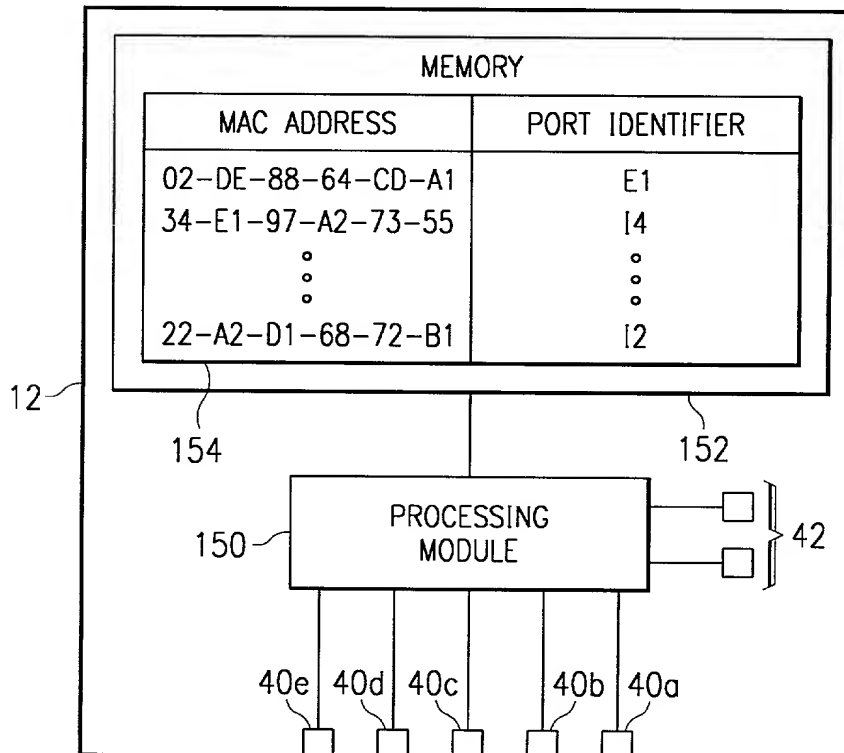 MEMORY
MAC ADDRESS PORT IDENTIFIER
02-DE-88-64-CD-A1 E1
34-E1-97-A2-73-55 I4
22-A2-D1-68-72-B1 I2
12
154 152
150 PROCESSING
MODULE
42
40e 40d 40c 40b 40a